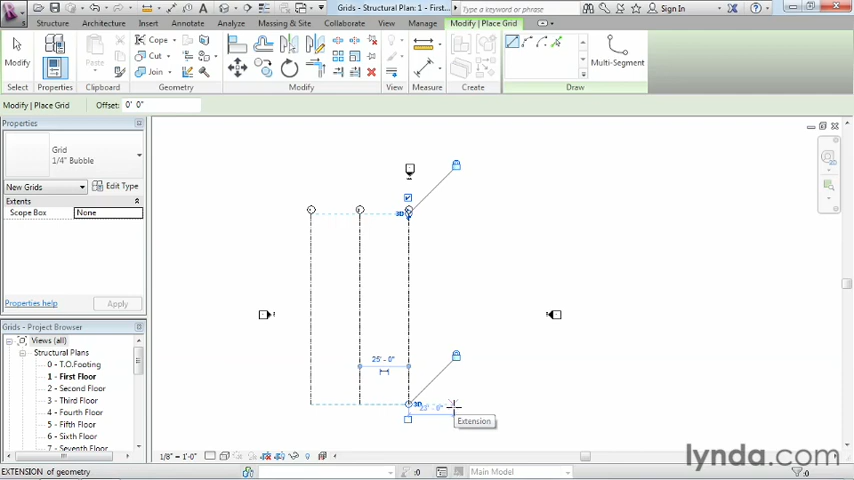 Grids - Structural Plan: 1 - First...
Type a keyword or phrase
Sign In
Structure
Architecture
Insert
Annotate
Analyze
Massing & Site
Collaborate
View
Manage
Modify | Place Grid
Modify
Paste
Cope
Cut
Join
Create
Multi-Segment
Select
Properties
Clipboard
Geometry
Modify
View
Measure
Create
Draw
Modify | Place Grid
Offset: 0' 0"
Properties
Grid
1/4" Bubble
New Grids
Edit Type
Extents
Scope Box
None
Properties help
Apply
Grids - Project Browser
Views (all)
Structural Plans
0 - T.O.Footing
1 - First Floor
2 - Second Floor
3 - Third Floor
4 - Fourth Floor
5 - Fifth Floor
6 - Sixth Floor
7 - Seventh Floor
3D
25' - 0"
3D
Extension
1/8" = 1'-0"
EXTENSION of geometry
:0
Main Model
:0
lynda.com